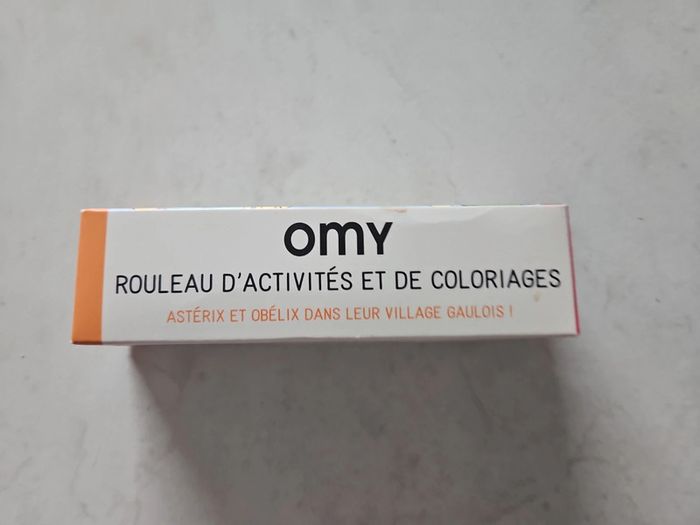 omy
ROULEAU D'ACTIVITÉS ET DE COLORIAGES
ASTÉRIX ET OBÉLIX DANS LEUR VILLAGE GAULOIS !